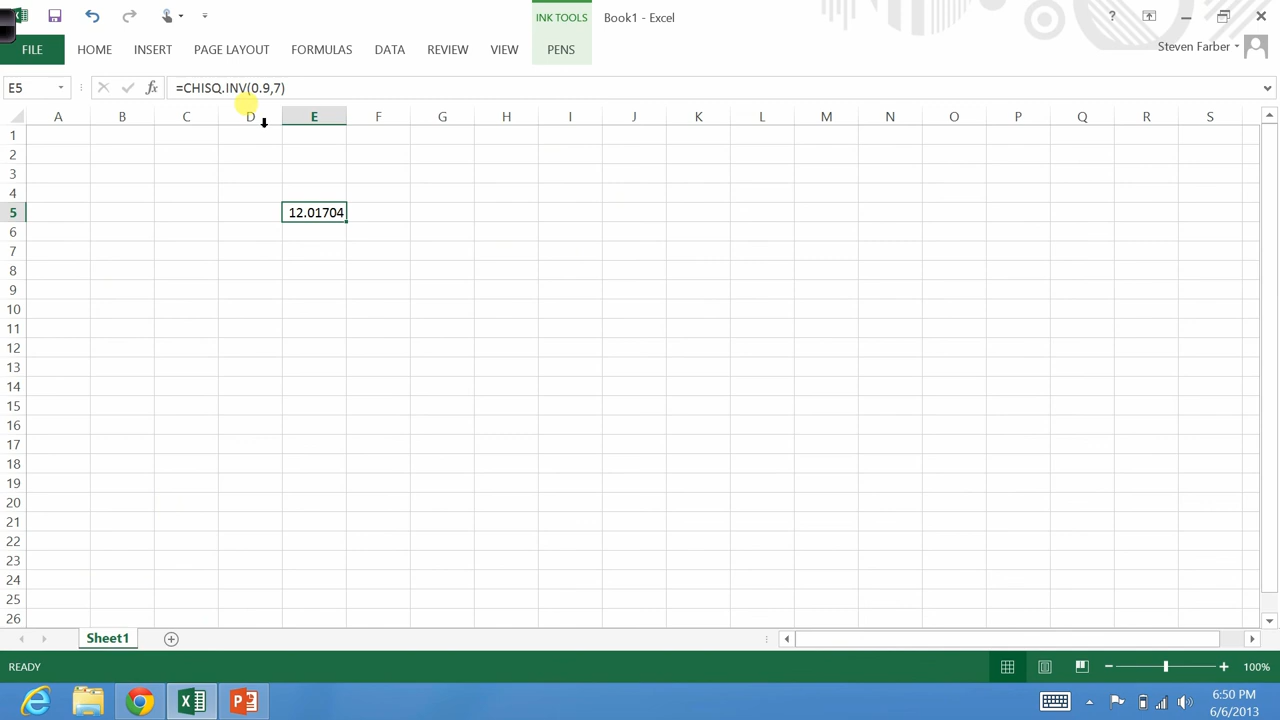 INK TOOLS
Book1 - Excel
?
FILE
HOME
INSERT
PAGE LAYOUT
FORMULAS
DATA
REVIEW
VIEW
PENS
Steven Farber
E5
fx
=CHISQ.INV(0.9,7)
A B C D E F G H I J K L M N O P Q R S
1
2
3
4
5 12.01704
6
7
8
9
10
11
12
13
14
15
16
17
18
19
20
21
22
23
24
25
26
Sheet1
READY
100%
6:50 PM
6/6/2013